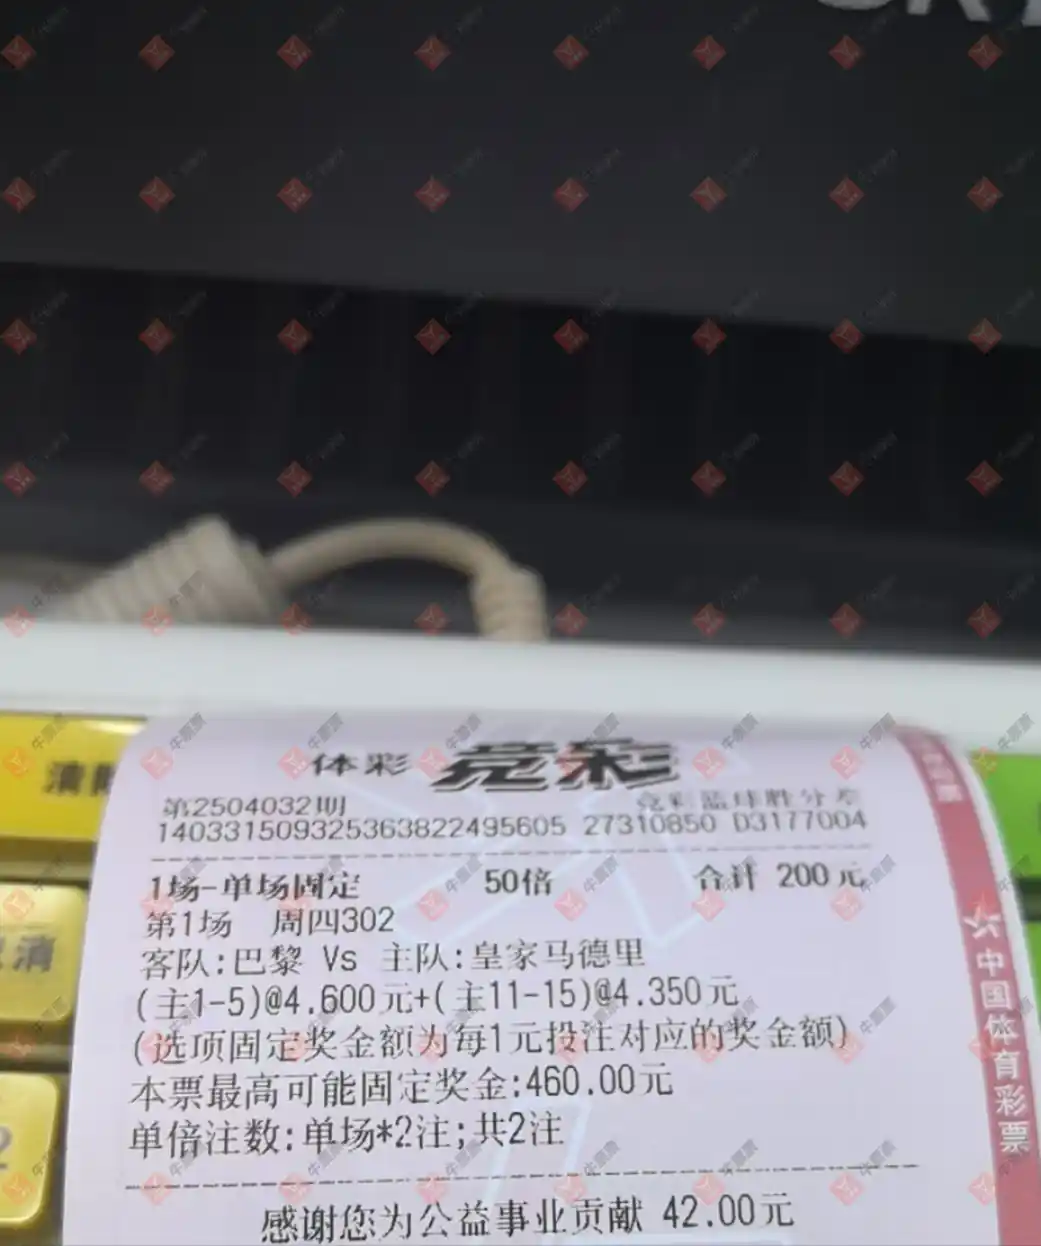 体彩 竞彩
第2504032期 竞彩篮球胜分差
140331509325363822495605 27310850 D3177004
1场-单场固定 50倍 合计 200元
第1场 周四302
客队:巴黎 Vs 主队:皇家马德里
(主1-5)@4.600元+(主11-15)@4.350元
(选项固定奖金额为每1元投注对应的奖金额)
本票最高可能固定奖金:460.00元
单倍注数:单场*2注;共2注
感谢您为公益事业贡献 42.00元
中国体育彩票
消
2